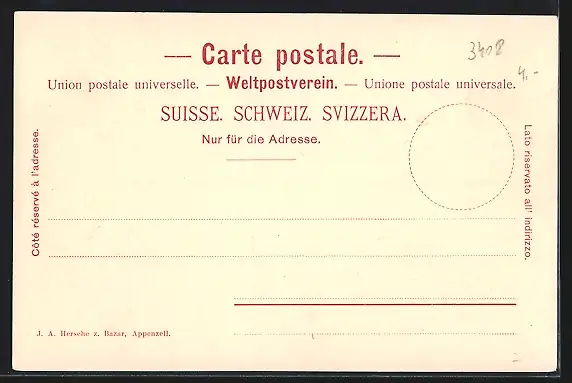 — Carte postale. —
3408
4.-
Union postale universelle. — Weltpostverein. — Unione postale universale.
SUISSE. SCHWEIZ. SVIZZERA.
Nur für die Adresse.
Côté réservé à l'adresse.
Lato riservato all' indirizzo.
J. A. Hersche z. Bazar, Appenzell.